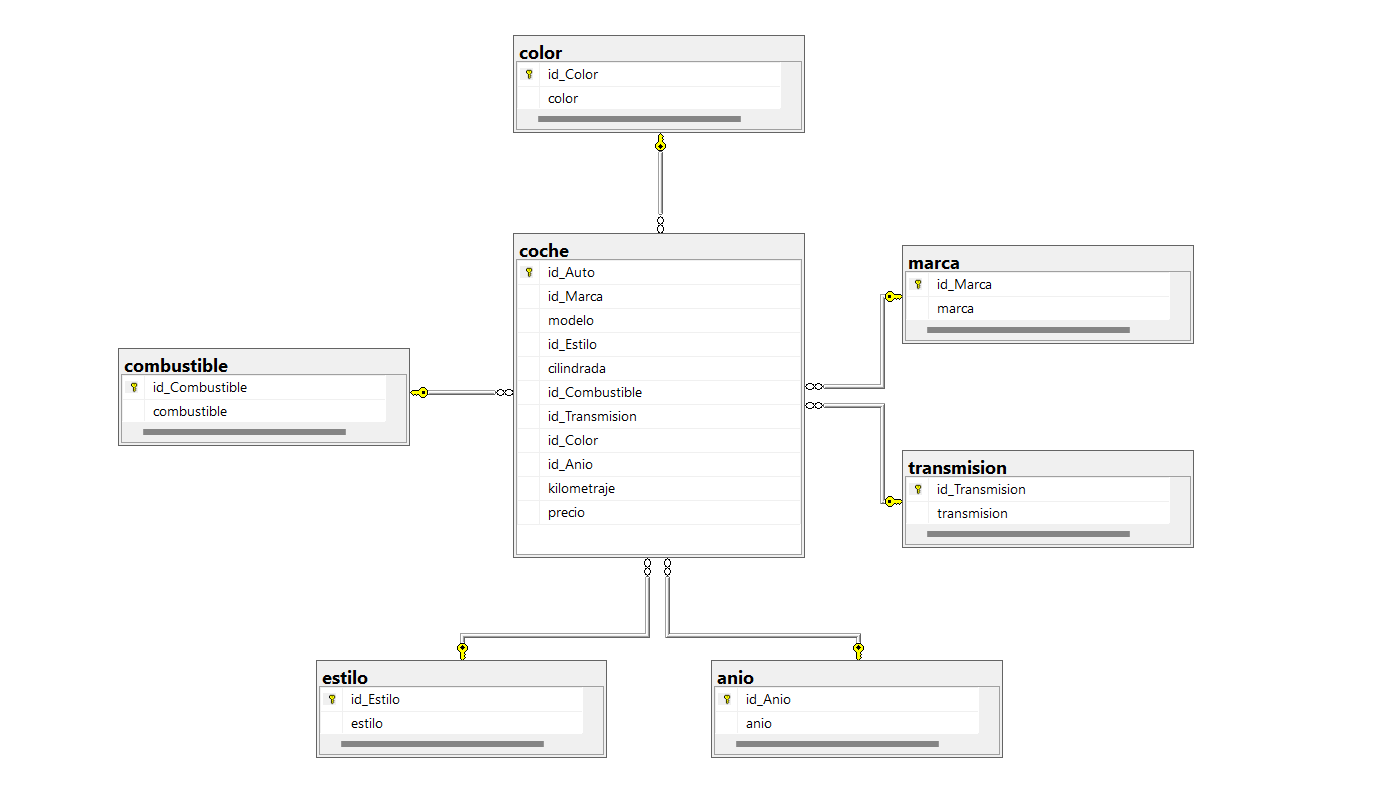 color
id_Color
color
coche
id_Auto
id_Marca
modelo
id_Estilo
cilindrada
id_Combustible
id_Transmision
id_Color
id_Anio
kilometraje
precio
marca
id_Marca
marca
combustible
id_Combustible
combustible
transmision
id_Transmision
transmision
estilo
id_Estilo
estilo
anio
id_Anio
anio